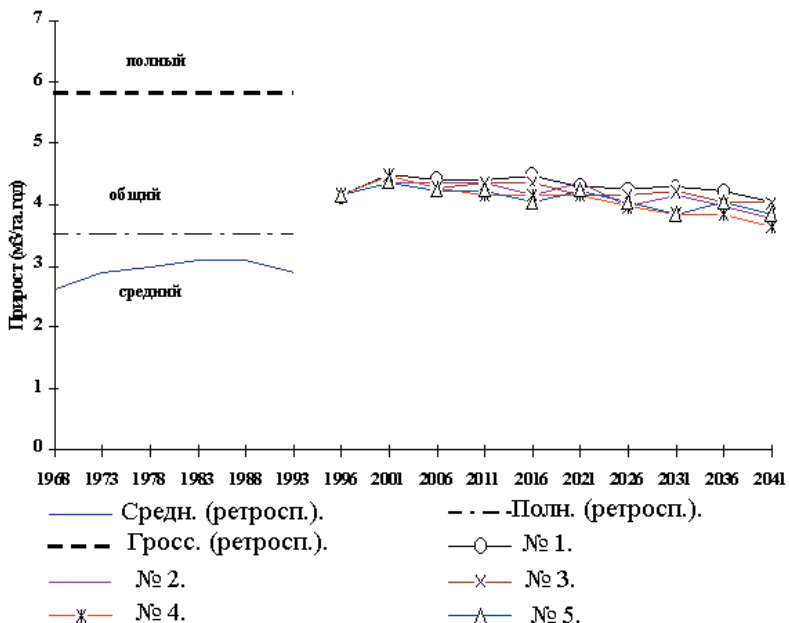 7
полный
6
5
общий
4
3
средний
2
1
0
Прирост (м3/га.год)
1968 1973 1978 1983 1988 1993 1996 2001 2006 2011 2016 2021 2026 2031 2036 2041
Средн. (ретросп.). Полн. (ретросп.).
Гросс. (ретросп.). № 1.
№ 2. № 3.
№ 4. № 5.